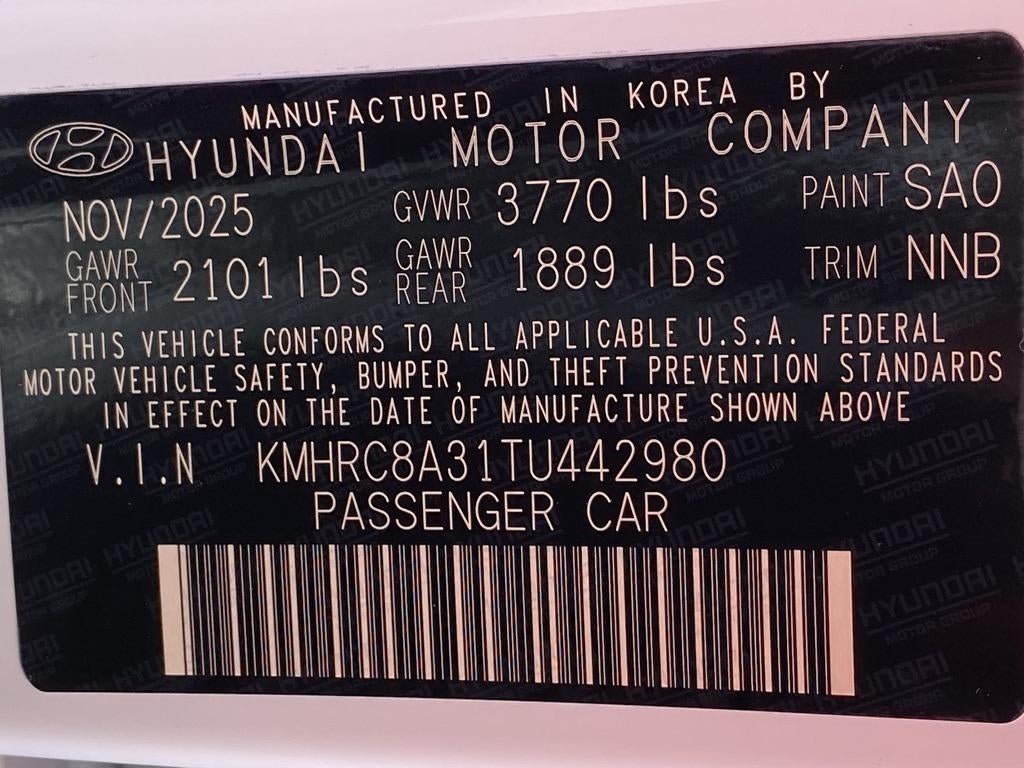 MANUFACTURED IN KOREA BY
HYUNDAI MOTOR COMPANY
NOV/2025 GVWR 3770 lbs PAINT SAO
GAWR FRONT 2101 lbs GAWR REAR 1889 lbs TRIM NNB
THIS VEHICLE CONFORMS TO ALL APPLICABLE U.S.A. FEDERAL
MOTOR VEHICLE SAFETY, BUMPER, AND THEFT PREVENTION STANDARDS
IN EFFECT ON THE DATE OF MANUFACTURE SHOWN ABOVE
V.I.N KMHRC8A31TU442980
PASSENGER CAR